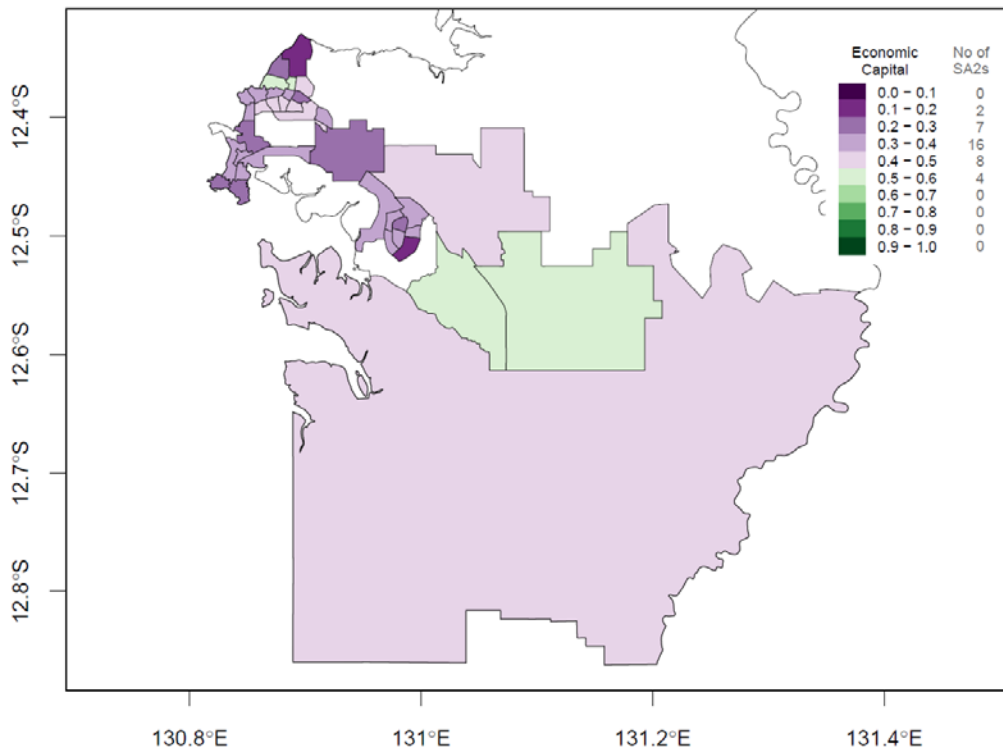 Economic Capital No of SA2s
0.0 – 0.1 0
0.1 – 0.2 2
0.2 – 0.3 7
0.3 – 0.4 16
0.4 – 0.5 8
0.5 – 0.6 4
0.6 – 0.7 0
0.7 – 0.8 0
0.8 – 0.9 0
0.9 – 1.0 0
12.4°S
12.5°S
12.6°S
12.7°S
12.8°S
130.8°E 131°E 131.2°E 131.4°E